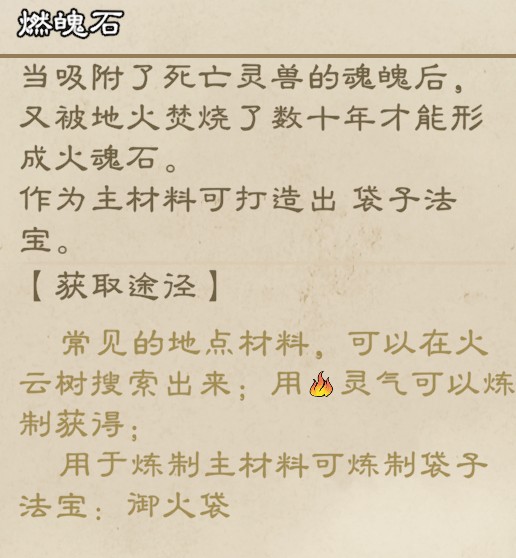 燃魄石
当吸附了死亡灵兽的魂魄后，
又被地火焚烧了数十年才能形
成火魂石。
作为主材料可打造出 袋子法
宝。
【获取途径】
常见的地点材料，可以在火
云树搜索出来；用灵气可以炼
制获得；
用于炼制主材料可炼制袋子
法宝：御火袋